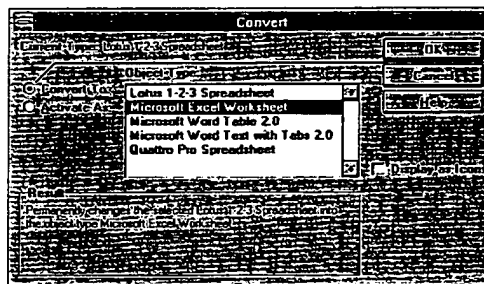 Convert
Current Type: Lotus 1-2-3 Spreadsheet
OK
Object Type:
Cancel
Convert To:
Activate As:
Lotus 1-2-3 Spreadsheet
Microsoft Excel Worksheet
Microsoft Word Table 2.0
Microsoft Word Text with Tabs 2.0
Quattro Pro Spreadsheet
Help
Display as Icon
Result
Permanently changes the selected Lotus 1-2-3 Spreadsheet into
the object type Microsoft Excel Worksheet